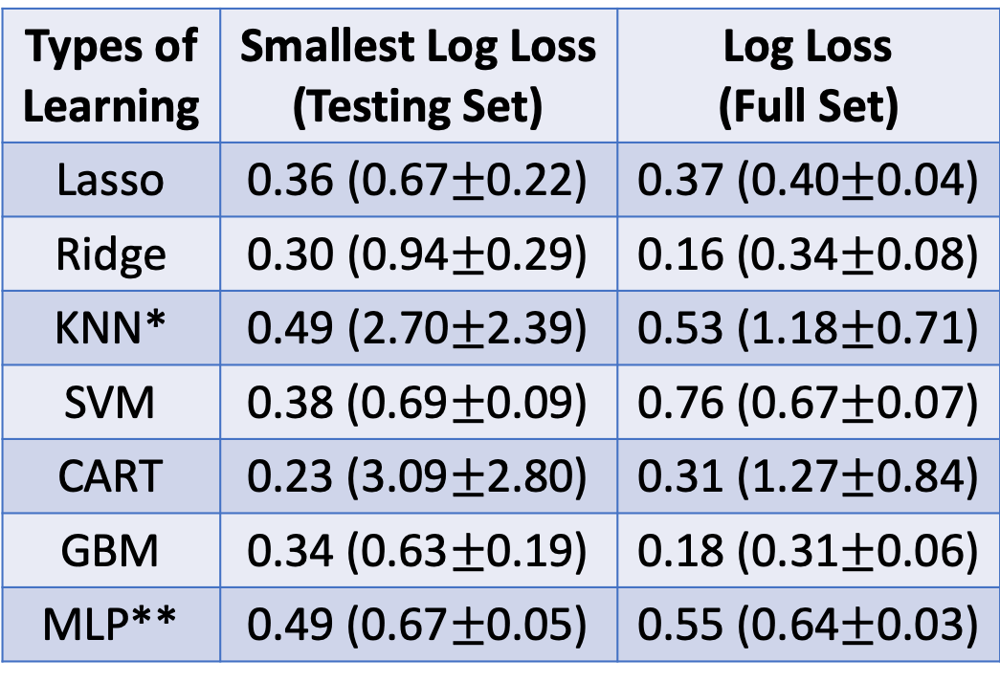 Types of Learning Smallest Log Loss (Testing Set) Log Loss (Full Set)
Lasso 0.36 (0.67±0.22) 0.37 (0.40±0.04)
Ridge 0.30 (0.94±0.29) 0.16 (0.34±0.08)
KNN* 0.49 (2.70±2.39) 0.53 (1.18±0.71)
SVM 0.38 (0.69±0.09) 0.76 (0.67±0.07)
CART 0.23 (3.09±2.80) 0.31 (1.27±0.84)
GBM 0.34 (0.63±0.19) 0.18 (0.31±0.06)
MLP** 0.49 (0.67±0.05) 0.55 (0.64±0.03)